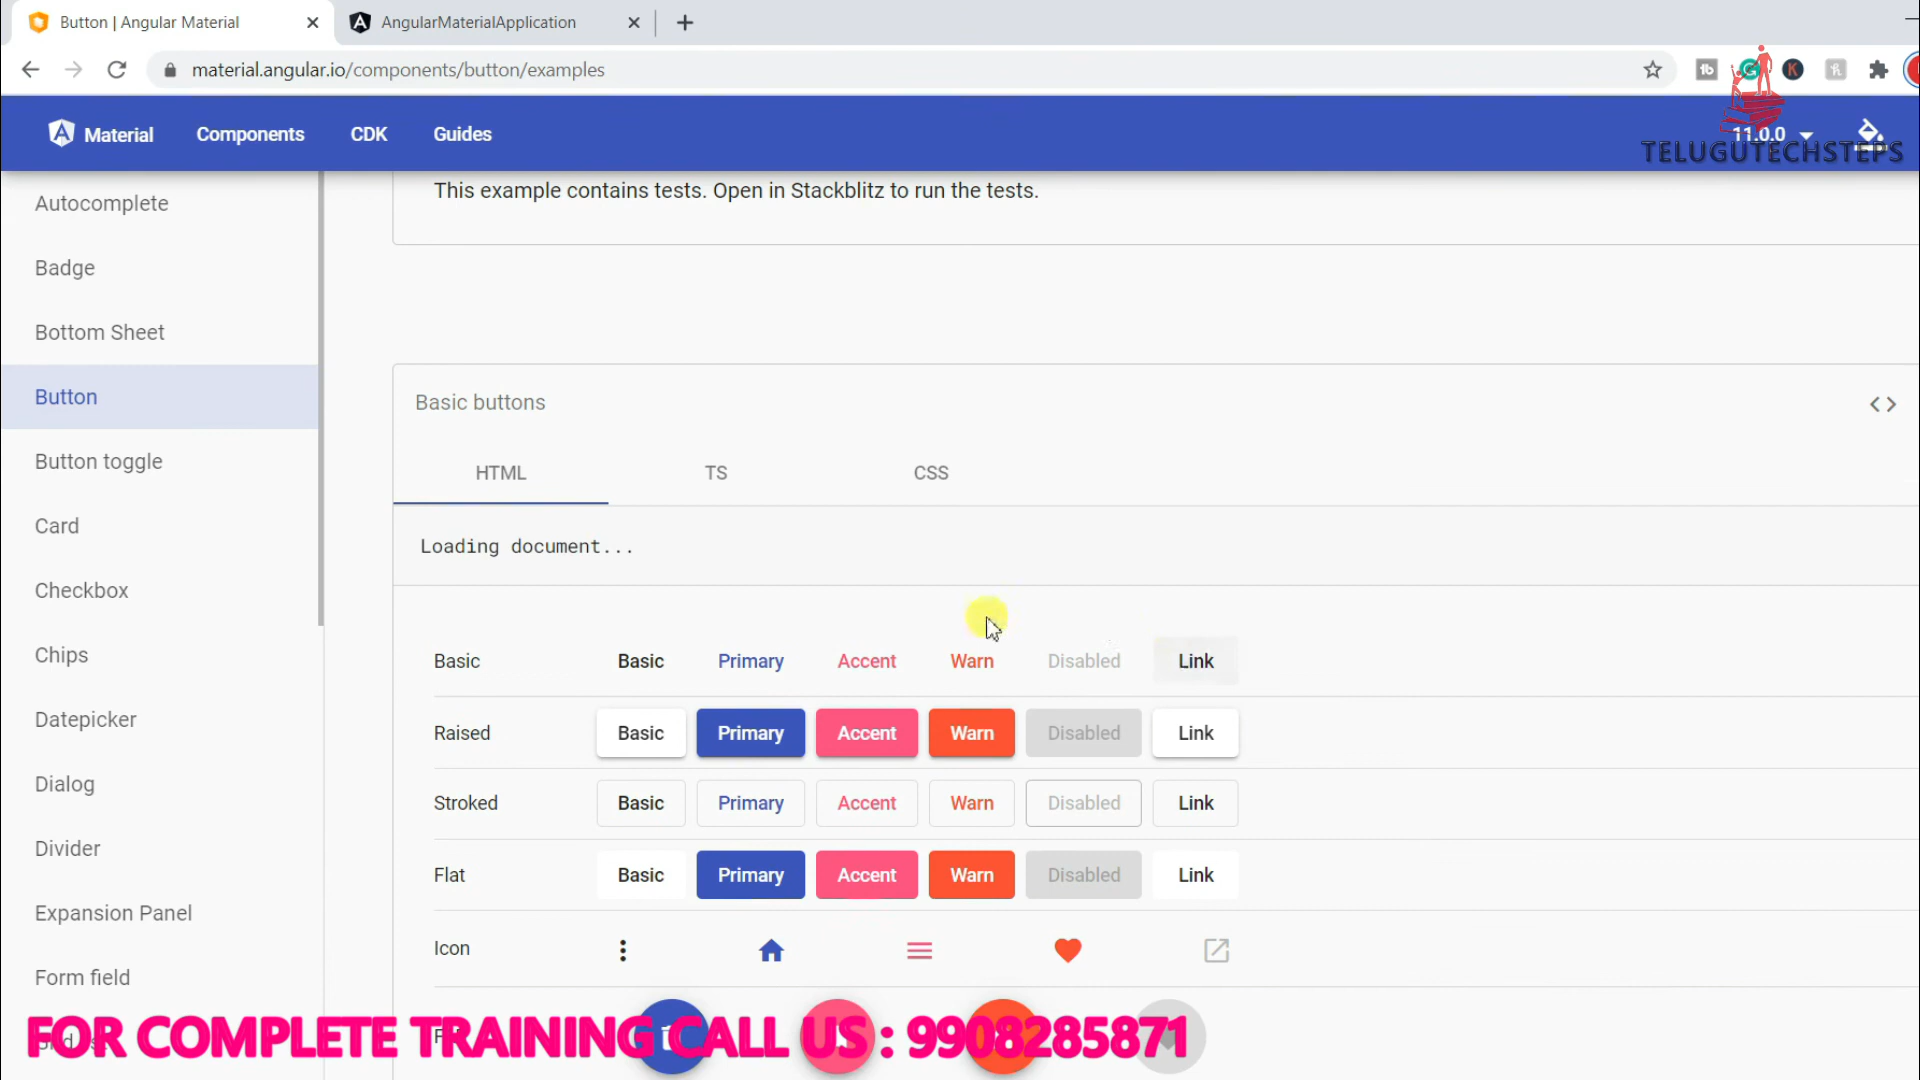 Button | Angular Material
AngularMaterialApplication
material.angular.io/components/button/examples
Material
Components
CDK
Guides
11.0.0
TELUGUTECHSTEPS
Autocomplete
Badge
Bottom Sheet
Button
Button toggle
Card
Checkbox
Chips
Datepicker
Dialog
Divider
Expansion Panel
Form field
This example contains tests. Open in Stackblitz to run the tests.
Basic buttons
HTML TS CSS
Loading document...
Basic Basic Primary Accent Warn Disabled Link
Raised Basic Primary Accent Warn Disabled Link
Stroked Basic Primary Accent Warn Disabled Link
Flat Basic Primary Accent Warn Disabled Link
Icon
FOR COMPLETE TRAINING CALL US : 9908285871